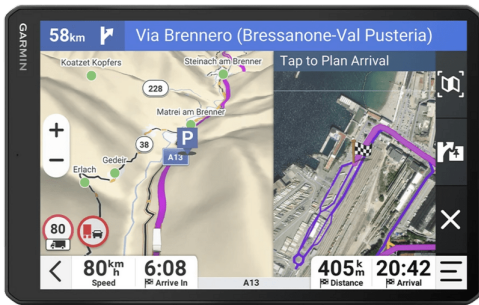 GARMIN
58km
Via Brennero (Bressanone-Val Pusteria)
Tap to Plan Arrival
Koatzet Kopfers
Steinach am Brenner
228
Matrei am Brenner
P
38
A13
Gedeir
Erlach
+
−
80
80 km/h
Speed
6:08
Arrive In
A13
405 km
Distance
20:42
Arrival